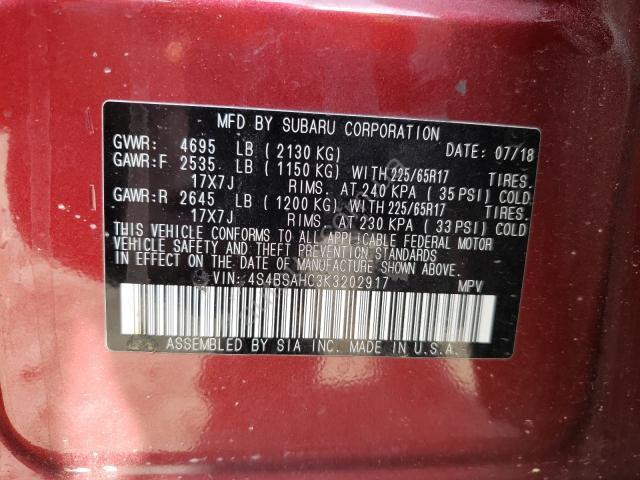 MFD BY SUBARU CORPORATION
GVWR: 4695 LB ( 2130 KG) DATE: 07/18
GAWR:F 2535 LB ( 1150 KG) WITH 225/65R17 TIRES.
17X7J RIMS. AT 240 KPA ( 35 PSI) COLD
GAWR:R 2645 LB ( 1200 KG) WITH 225/65R17 TIRES.
17X7J RIMS. AT 230 KPA ( 33 PSI) COLD
THIS VEHICLE CONFORMS TO ALL APPLICABLE FEDERAL MOTOR
VEHICLE SAFETY AND THEFT PREVENTION STANDARDS
IN EFFECT ON THE DATE OF MANUFACTURE SHOWN ABOVE.
VIN: 4S4BSAHC3K3202917 MPV
ASSEMBLED BY SIA INC. MADE IN U.S.A.